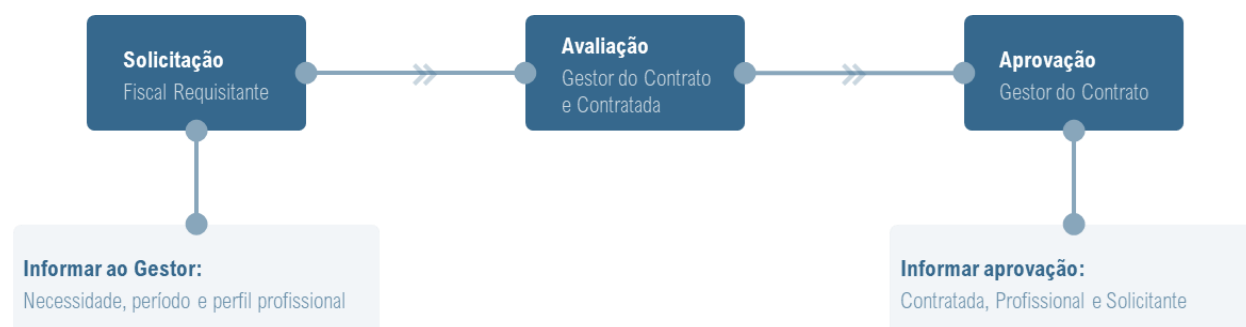 Solicitação
Fiscal Requisitante
Avaliação
Gestor do Contrato
e Contratada
Aprovação
Gestor do Contrato
Informar ao Gestor:
Necessidade, período e perfil profissional
Informar aprovação:
Contratada, Profissional e Solicitante